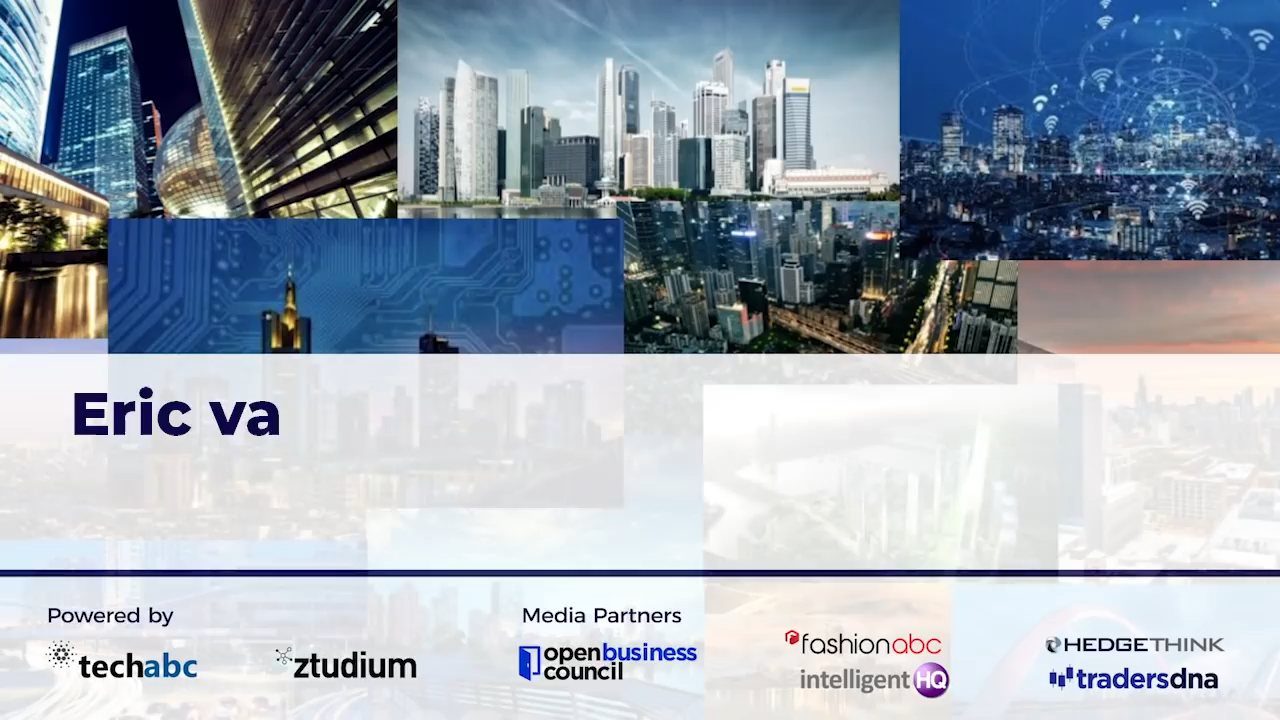 Eric va
Powered by
techabc
ztudium
Media Partners
openbusiness
council
fashionabc
intelligentHQ
HEDGETHINK
tradersdna